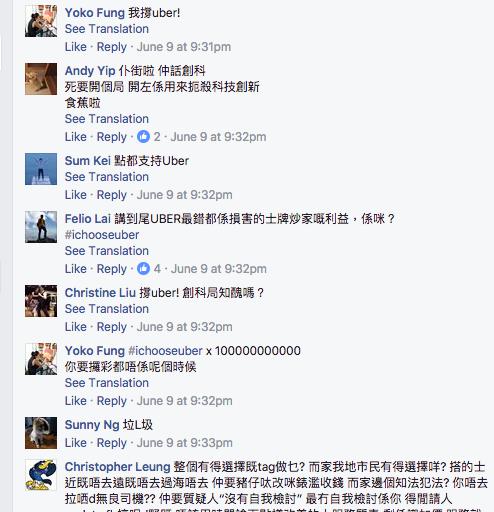 Yoko Fung 我撐uber!
See Translation
Like · Reply · June 9 at 9:31pm
Andy Yip 仆街啦 仲話創科
死要開個局 開左係用來扼殺科技創新
食蕉啦
See Translation
Like · Reply · 2 · June 9 at 9:32pm
Sum Kei 點都支持Uber
See Translation
Like · Reply · June 9 at 9:32pm
Felio Lai 講到尾UBER最錯都係損害的士牌炒家嘅利益，係咪？
#ichooseuber
See Translation
Like · Reply · 4 · June 9 at 9:32pm
Christine Liu 撐uber! 創科局知醜嗎？
See Translation
Like · Reply · June 9 at 9:32pm
Yoko Fung #ichooseuber x 100000000000
你要攞彩都唔係呢個時候
See Translation
Like · Reply · June 9 at 9:32pm
Sunny Ng 垃L圾
Like · Reply · June 9 at 9:33pm
Christopher Leung 整個有得選擇既tag做乜? 而家我地市民有得選擇咩? 搭的士
近既唔去遠既唔去過海唔去 仲要豬仔呔改咪錶濫收錢 而家邊個知法犯法? 你唔去
拉哂d無良司機?? 仲要質疑人“沒有自我檢討” 最冇自我檢討係你 得閒請人